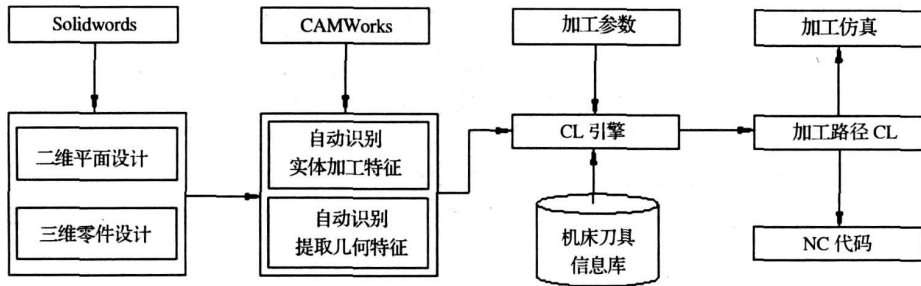 Solidwords
CAMWorks
加工参数
加工仿真
二维平面设计
三维零件设计
自动识别
实体加工特征
自动识别
提取几何特征
CL 引擎
加工路径 CL
机床刀具
信息库
NC 代码